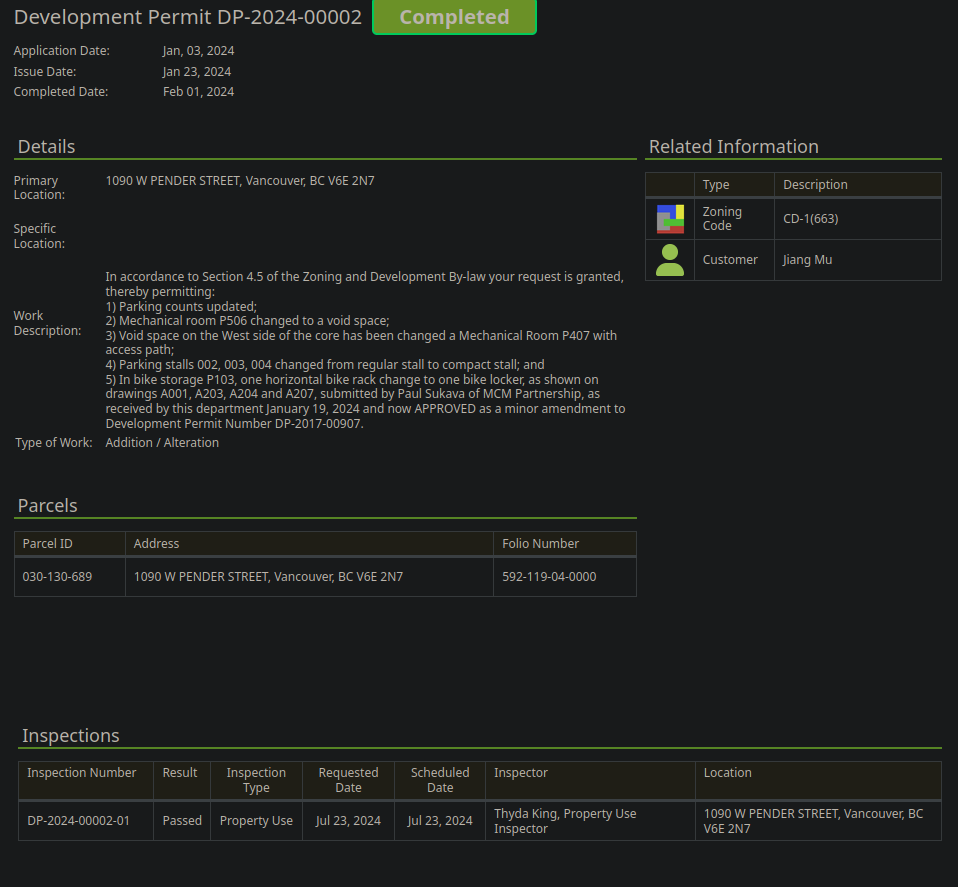 Development Permit DP-2024-00002 Completed
Application Date: Jan, 03, 2024
Issue Date: Jan 23, 2024
Completed Date: Feb 01, 2024
Details
Primary
Location:
1090 W PENDER STREET, Vancouver, BC V6E 2N7
Specific
Location:
Work
Description:
In accordance to Section 4.5 of the Zoning and Development By-law your request is granted,
thereby permitting:
1) Parking counts updated;
2) Mechanical room P506 changed to a void space;
3) Void space on the West side of the core has been changed a Mechanical Room P407 with
access path;
4) Parking stalls 002, 003, 004 changed from regular stall to compact stall; and
5) In bike storage P103, one horizontal bike rack change to one bike locker, as shown on
drawings A001, A203, A204 and A207, submitted by Paul Sukava of MCM Partnership, as
received by this department January 19, 2024 and now APPROVED as a minor amendment to
Development Permit Number DP-2017-00907.
Type of Work: Addition / Alteration
Related Information
Type Description
Zoning
Code
CD-1(663)
Customer Jiang Mu
Parcels
Parcel ID Address Folio Number
030-130-689 1090 W PENDER STREET, Vancouver, BC V6E 2N7 592-119-04-0000
Inspections
Inspection Number Result Inspection
Type
Requested
Date
Scheduled
Date
Inspector Location
DP-2024-00002-01 Passed Property Use Jul 23, 2024 Jul 23, 2024
Thyda King, Property Use
Inspector
1090 W PENDER STREET, Vancouver, BC
V6E 2N7